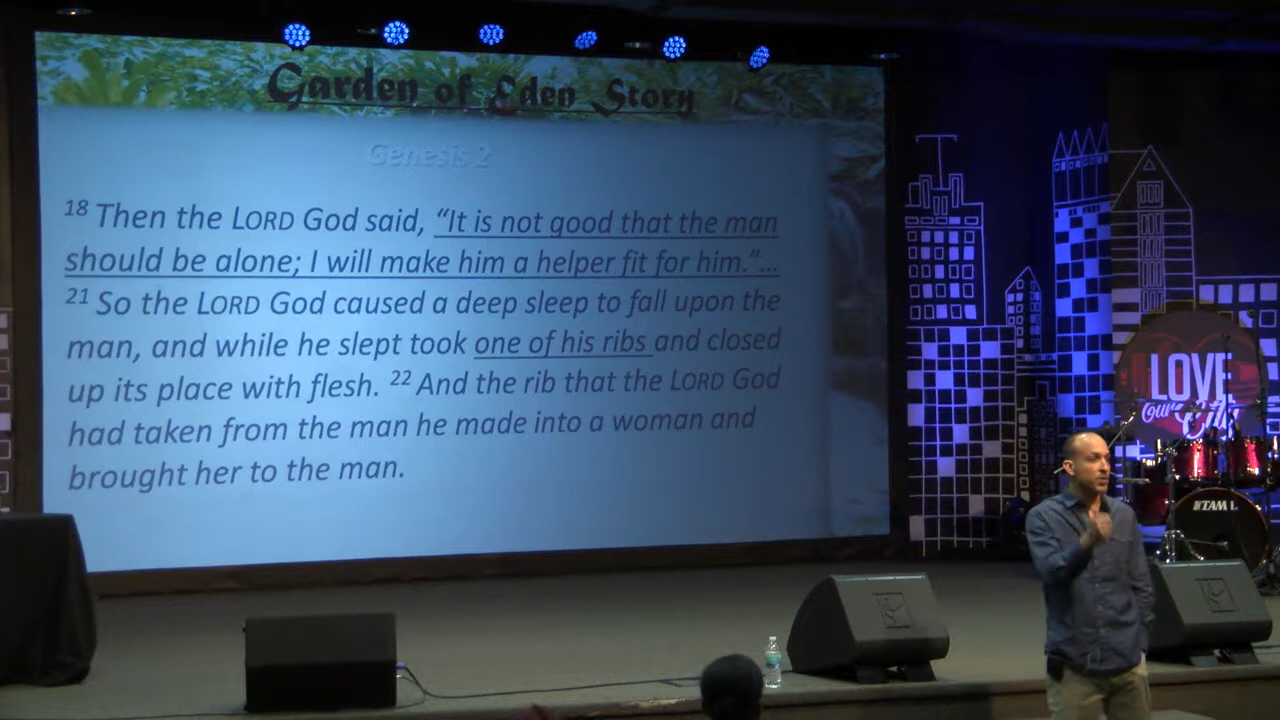 Garden of Eden Story
Genesis 2
18 Then the LORD God said, “It is not good that the man
should be alone; I will make him a helper fit for him.”...
21 So the LORD God caused a deep sleep to fall upon the
man, and while he slept took one of his ribs and closed
up its place with flesh. 22 And the rib that the LORD God
had taken from the man he made into a woman and
brought her to the man.
LOVE
Our City
TAMA